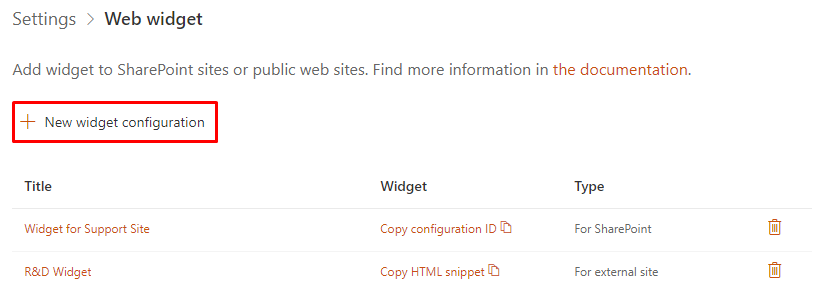 Settings > Web widget
Add widget to SharePoint sites or public web sites. Find more information in the documentation.
+ New widget configuration
Title Widget Type
Widget for Support Site Copy configuration ID For SharePoint
R&D Widget Copy HTML snippet For external site